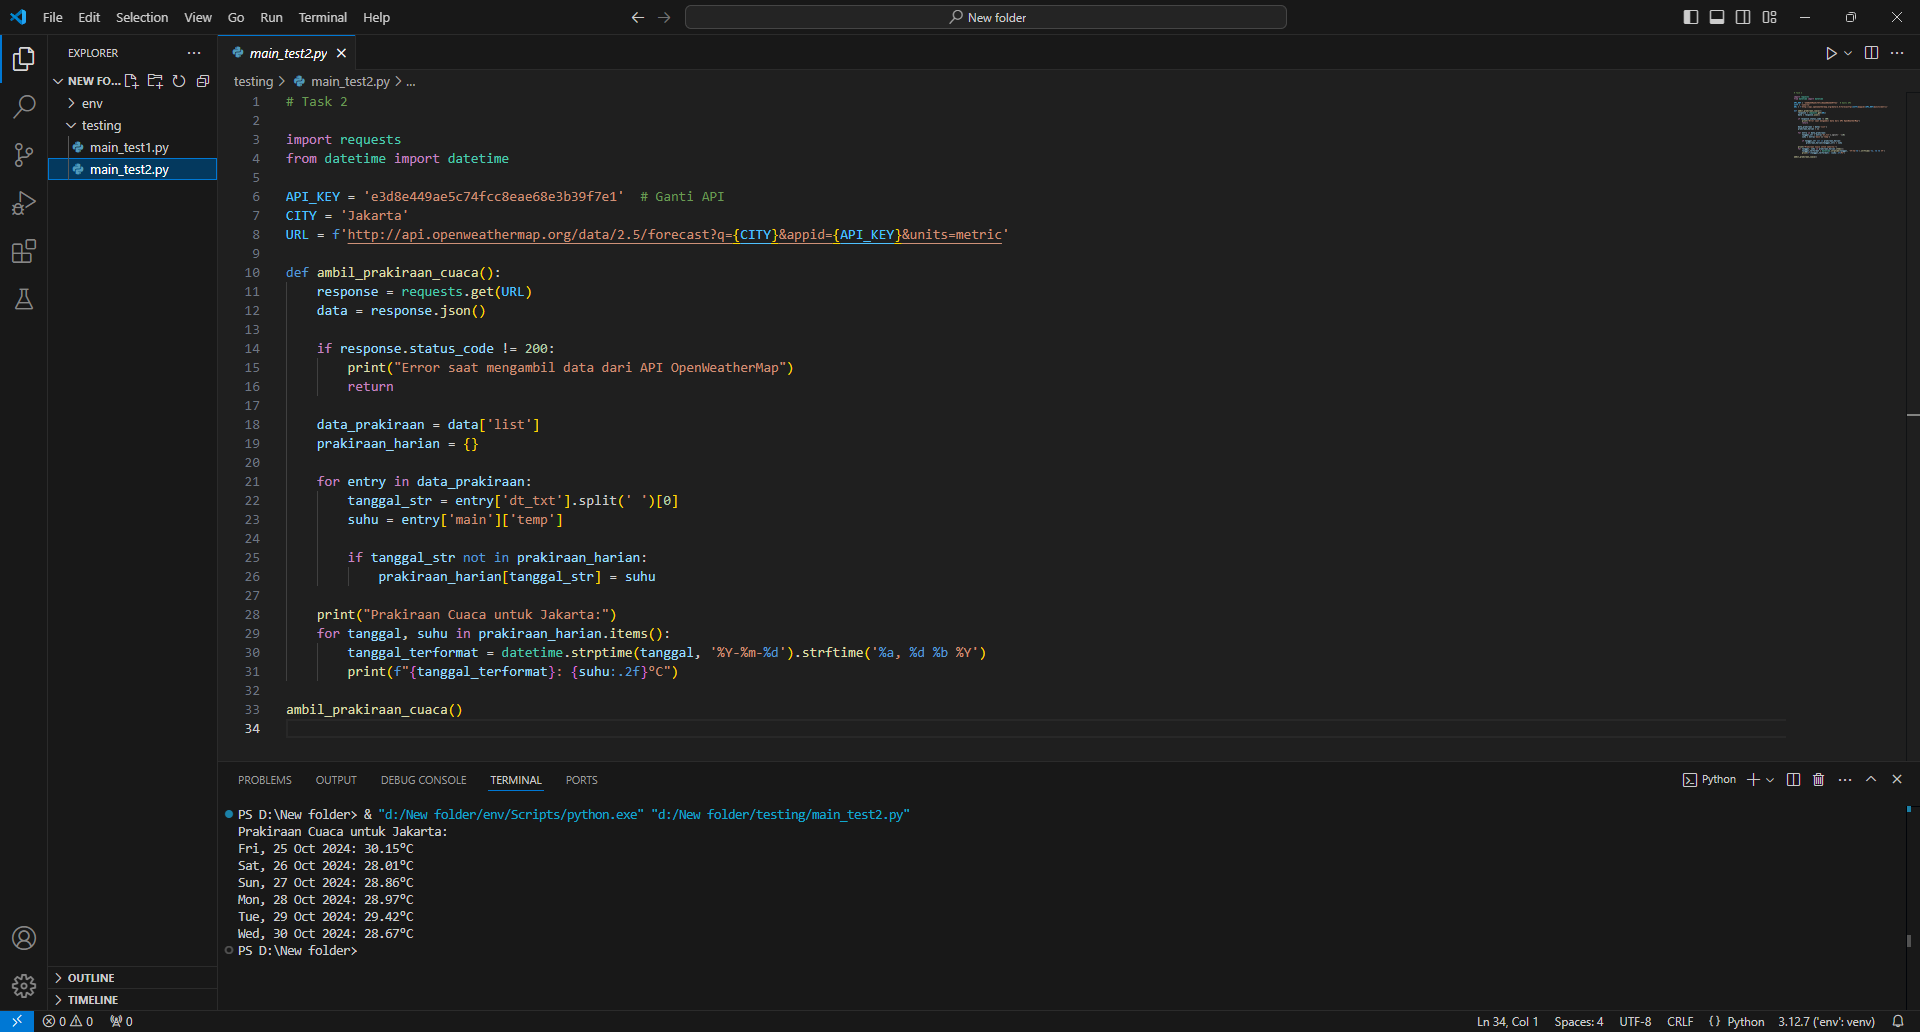 File Edit Selection View Go Run Terminal Help
New folder
EXPLORER
NEW FO...
env
testing
main_test1.py
main_test2.py
OUTLINE
TIMELINE
main_test2.py
testing > main_test2.py > ...
1 # Task 2
2
3 import requests
4 from datetime import datetime
5
6 API_KEY = 'e3d8e449ae5c74fcc8eae68e3b39f7e1'  # Ganti API
7 CITY = 'Jakarta'
8 URL = f'http://api.openweathermap.org/data/2.5/forecast?q={CITY}&appid={API_KEY}&units=metric'
9
10 def ambil_prakiraan_cuaca():
11     response = requests.get(URL)
12     data = response.json()
13
14     if response.status_code != 200:
15         print("Error saat mengambil data dari API OpenWeatherMap")
16         return
17
18     data_prakiraan = data['list']
19     prakiraan_harian = {}
20
21     for entry in data_prakiraan:
22         tanggal_str = entry['dt_txt'].split(' ')[0]
23         suhu = entry['main']['temp']
24
25         if tanggal_str not in prakiraan_harian:
26             prakiraan_harian[tanggal_str] = suhu
27
28     print("Prakiraan Cuaca untuk Jakarta:")
29     for tanggal, suhu in prakiraan_harian.items():
30         tanggal_terformat = datetime.strptime(tanggal, '%Y-%m-%d').strftime('%a, %d %b %Y')
31         print(f"{tanggal_terformat}: {suhu:.2f}°C")
32
33 ambil_prakiraan_cuaca()
34
PROBLEMS OUTPUT DEBUG CONSOLE TERMINAL PORTS
Python
PS D:\New folder> & "d:/New folder/env/Scripts/python.exe" "d:/New folder/testing/main_test2.py"
Prakiraan Cuaca untuk Jakarta:
Fri, 25 Oct 2024: 30.15°C
Sat, 26 Oct 2024: 28.01°C
Sun, 27 Oct 2024: 28.86°C
Mon, 28 Oct 2024: 28.97°C
Tue, 29 Oct 2024: 29.42°C
Wed, 30 Oct 2024: 28.67°C
PS D:\New folder>
0 0 0
Ln 34, Col 1 Spaces: 4 UTF-8 CRLF {} Python 3.12.7 ('env': venv)